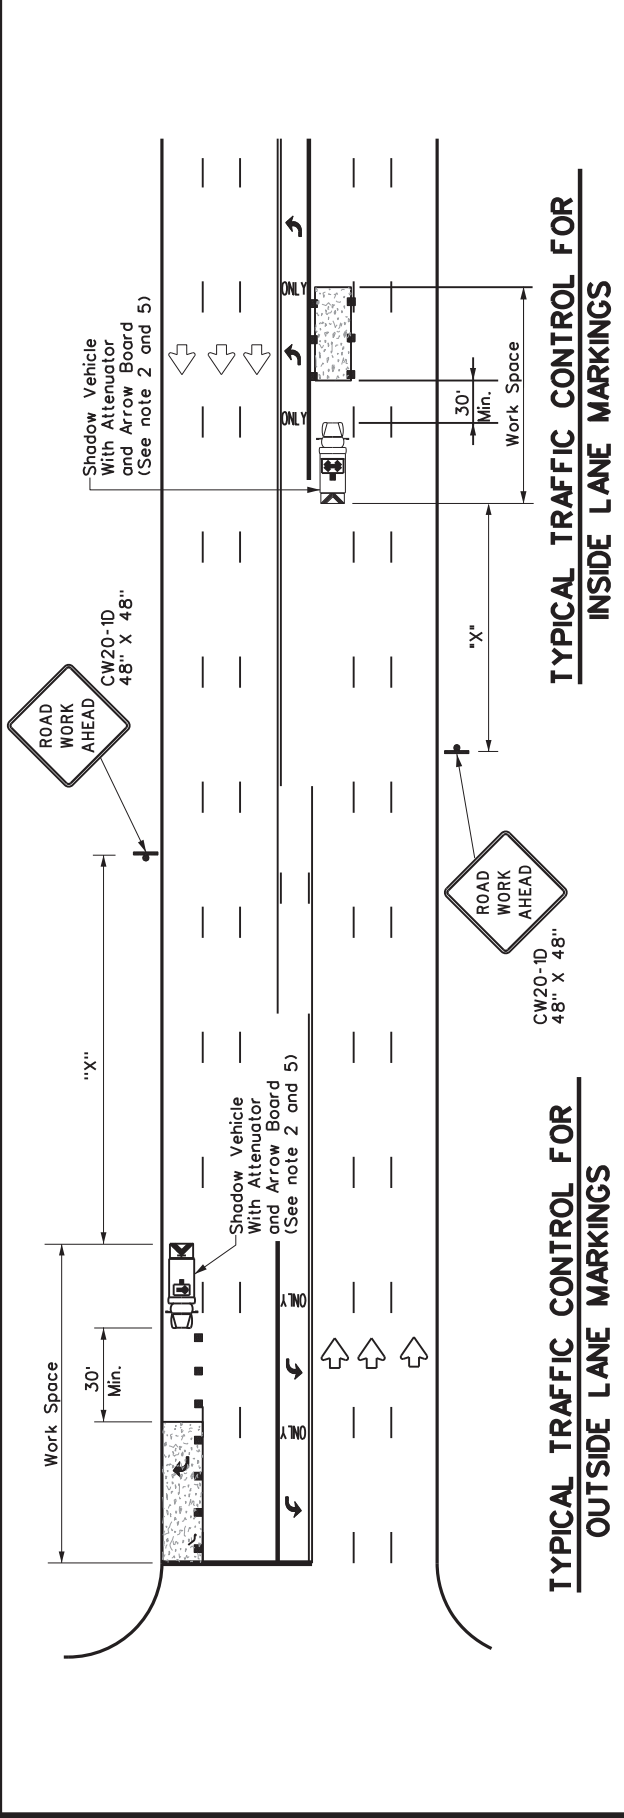 Shadow Vehicle
With Attenuator
and Arrow Board
(See note 2 and 5)
CW20-1D
48" X 48"
ROAD
WORK
AHEAD
"X"
Work Space
30'
Min.
Shadow Vehicle
With Attenuator
and Arrow Board
(See note 2 and 5)
ONLY
ONLY
ONLY
ONLY
30'
Min.
Work Space
"X"
ROAD
WORK
AHEAD
CW20-1D
48" X 48"
TYPICAL TRAFFIC CONTROL FOR
OUTSIDE LANE MARKINGS
TYPICAL TRAFFIC CONTROL FOR
INSIDE LANE MARKINGS